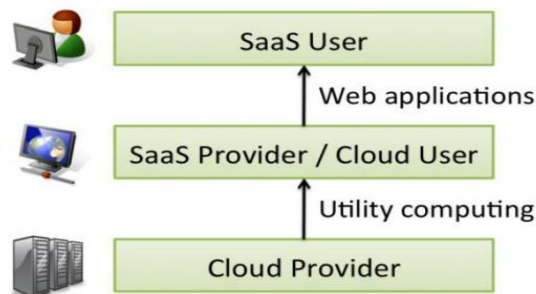 SaaS User
Web applications
SaaS Provider / Cloud User
Utility computing
Cloud Provider